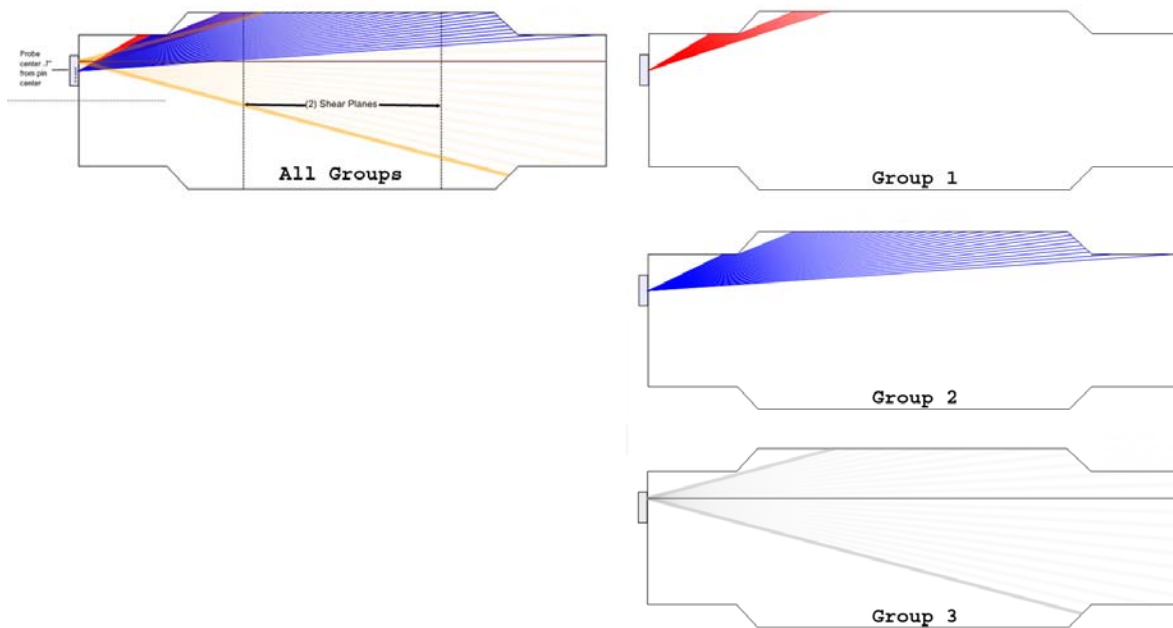 Probe
center .7"
from pin
center
(2) Shear Planes
All Groups
Group 1
Group 2
Group 3